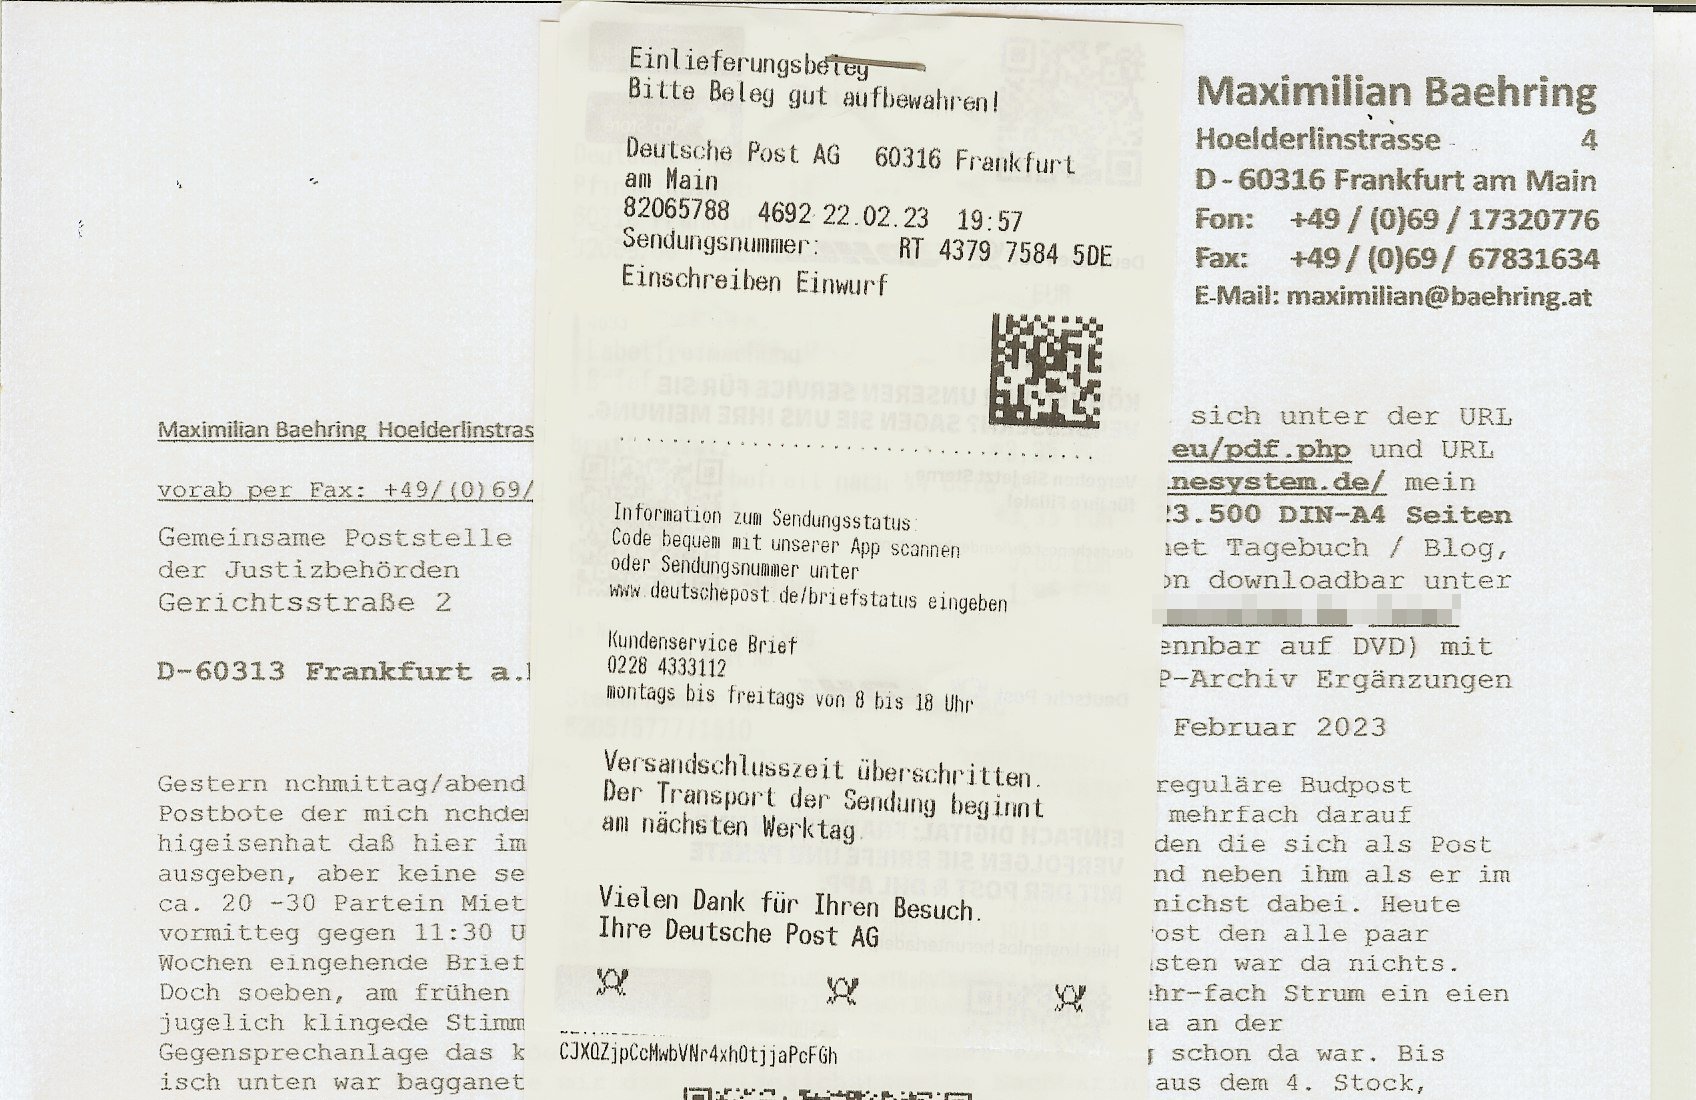 Einlieferungsbeleg
Bitte Beleg gut aufbewahren!
Deutsche Post AG 60316 Frankfurt
am Main
82065788 4692 22.02.23 19:57
Sendungsnummer: RT 4379 7584 5DE
Einschreiben Einwurf
Information zum Sendungsstatus:
Code bequem mit unserer App scannen
oder Sendungsnummer unter
www.deutschepost.de/briefstatus eingeben
Kundenservice Brief
0228 4333112
montags bis freitags von 8 bis 18 Uhr
Versandschlusszeit überschritten.
Der Transport der Sendung beginnt
am nächsten Werktag.
Vielen Dank für Ihren Besuch.
Ihre Deutsche Post AG
CJXQZjpCcMwbVNr4xhOtjjaPcFGh
Maximilian Baehring
Hoelderlinstrasse 4
D - 60316 Frankfurt am Main
Fon: +49 / (0)69 / 17320776
Fax: +49 / (0)69 / 67831634
E-Mail: maximilian@baehring.at
Maximilian Baehring Hoelderlinstras
vorab per Fax: +49/(0)69/
Gemeinsame Poststelle
der Justizbehörden
Gerichtsstraße 2
D-60313 Frankfurt a.
sich unter der URL
eu/pdf.php und URL
nesystem.de/ mein
23.500 DIN-A4 Seiten
net Tagebuch / Blog,
on downloadbar unter
ennbar auf DVD) mit
P-Archiv Ergänzungen
Februar 2023
Gestern nchmittag/abend reguläre Budpost
Postbote der mich nchde mehrfach darauf
higeisenhat daß hier im den die sich als Post
ausgeben, aber keine se nd neben ihm als er im
ca. 20 -30 Partein Miet nichst dabei. Heute
vormitteg gegen 11:30 U ost den alle paar
Wochen eingehende Brief sten war da nichts.
Doch soeben, am frühen hr-fach Strum ein eien
jugelich klingede Stimm a an der
Gegensprechanlage das k schon da war. Bis
isch unten war bagganet aus dem 4. Stock,